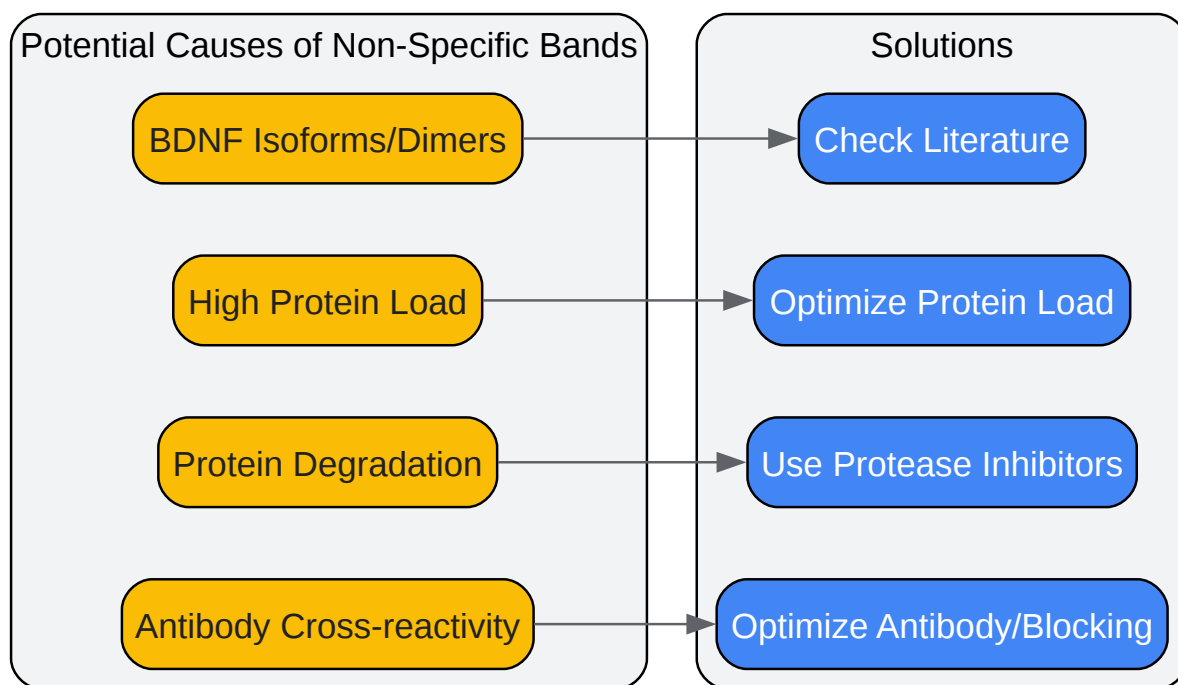 Potential Causes of Non-Specific Bands
Solutions
BDNF Isoforms/Dimers
Check Literature
High Protein Load
Optimize Protein Load
Protein Degradation
Use Protease Inhibitors
Antibody Cross-reactivity
Optimize Antibody/Blocking